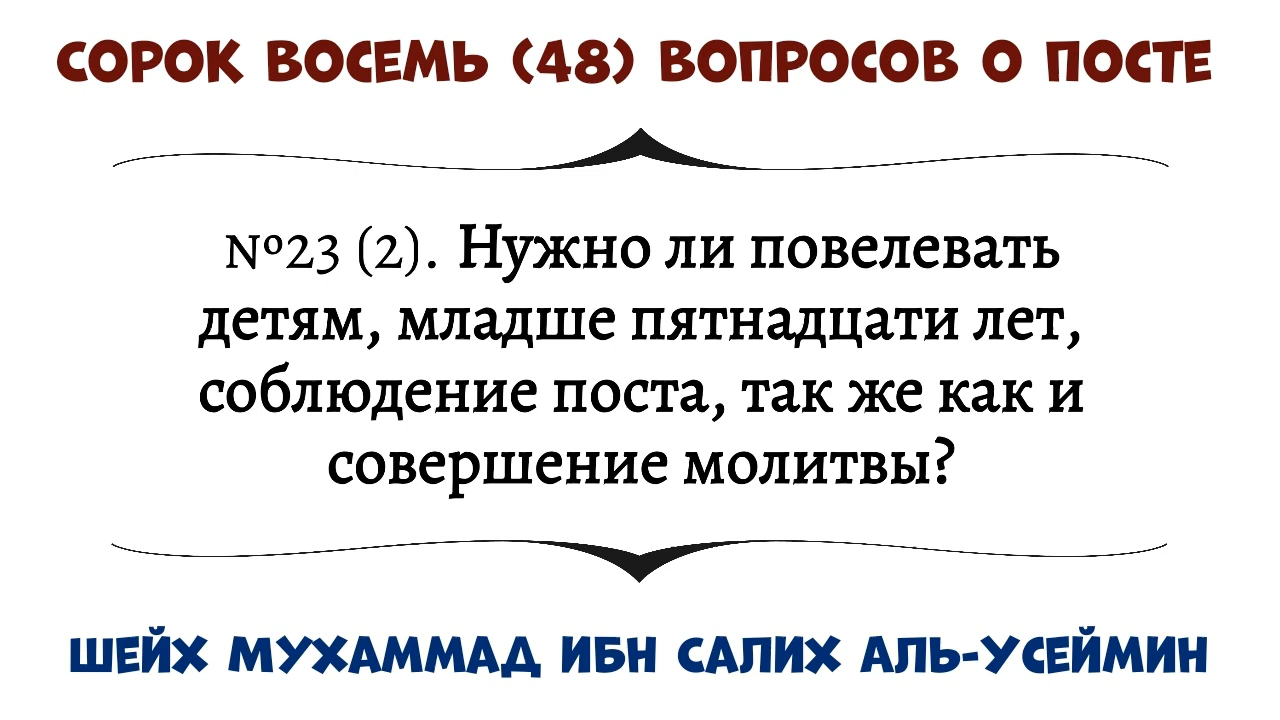 СОРОК ВОСЕМЬ (48) ВОПРОСОВ О ПОСТЕ
№23 (2). Нужно ли повелевать
детям, младше пятнадцати лет,
соблюдение поста, так же как и
совершение молитвы?
ШЕЙХ МУХАММАД ИБН САЛИХ АЛЬ-УСЕЙМИН